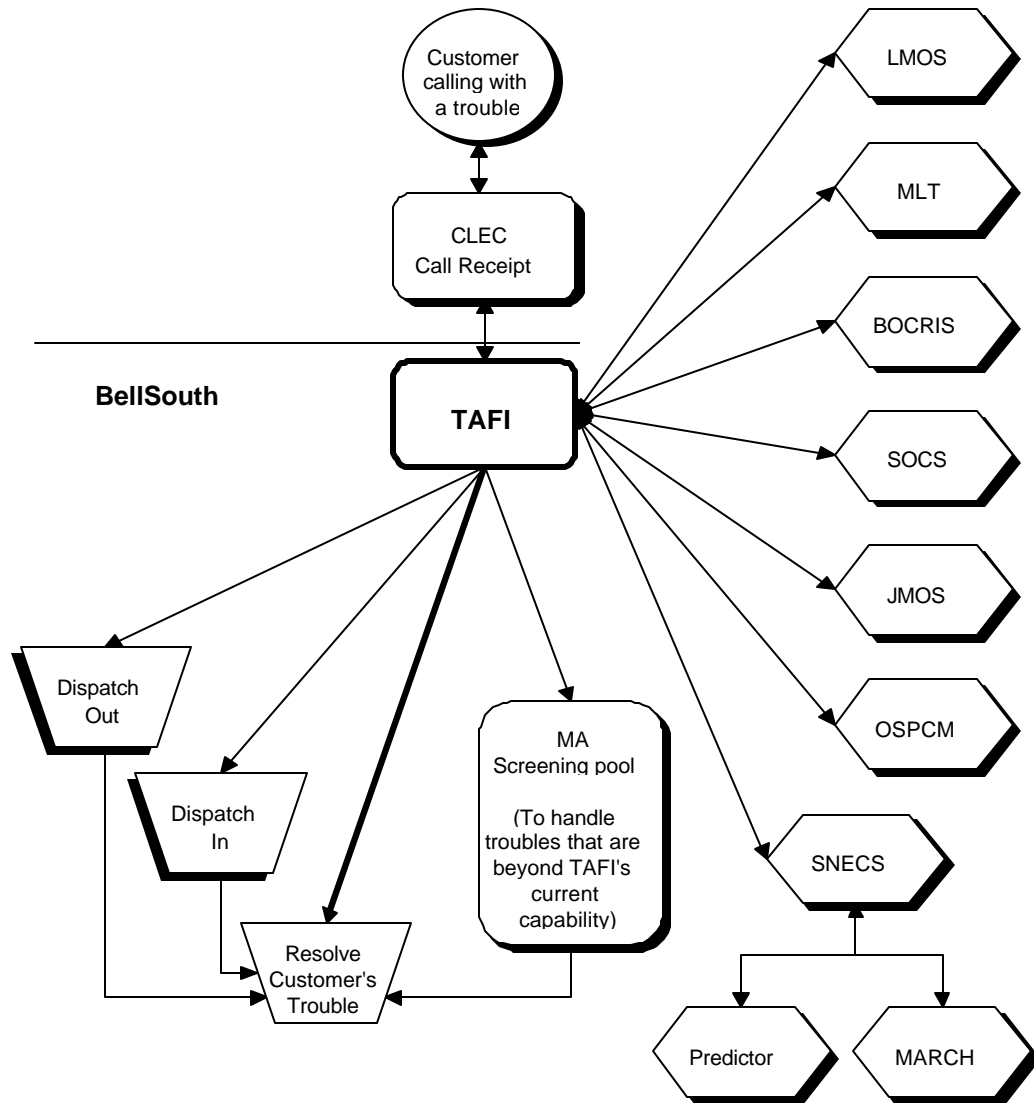 Customer
calling with
a trouble
CLEC
Call Receipt
BellSouth
TAFI
LMOS
MLT
BOCRIS
SOCS
JMOS
OSPCM
SNECS
Predictor
MARCH
Dispatch
Out
Dispatch
In
Resolve
Customer's
Trouble
MA
Screening pool
(To handle
troubles that are
beyond TAFI's
current
capability)